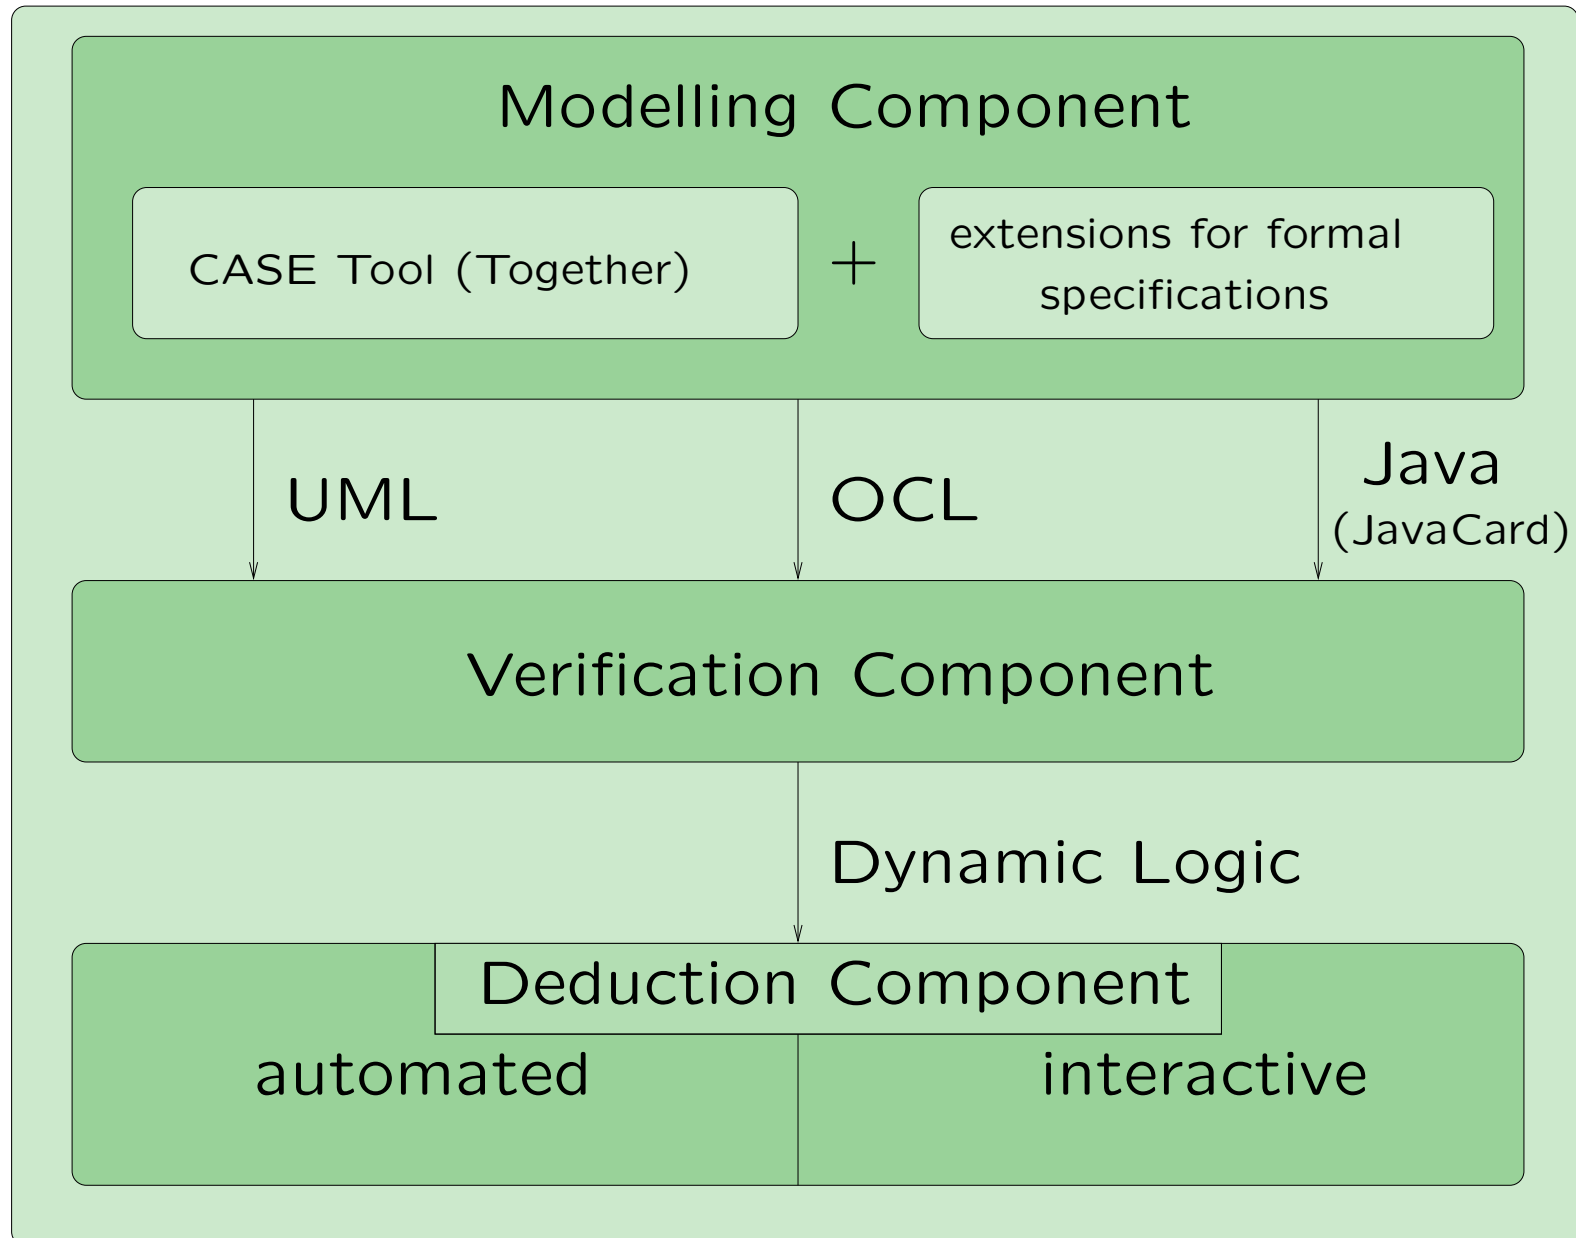 Modelling Component
CASE Tool (Together)
+
extensions for formal
specifications
UML
OCL
Java
(JavaCard)
Verification Component
Dynamic Logic
Deduction Component
automated
interactive